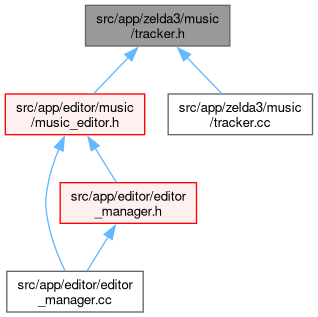 src/app/zelda3/music
/tracker.h
src/app/editor/music
/music_editor.h
src/app/zelda3/music
/tracker.cc
src/app/editor/editor
_manager.h
src/app/editor/editor
_manager.cc